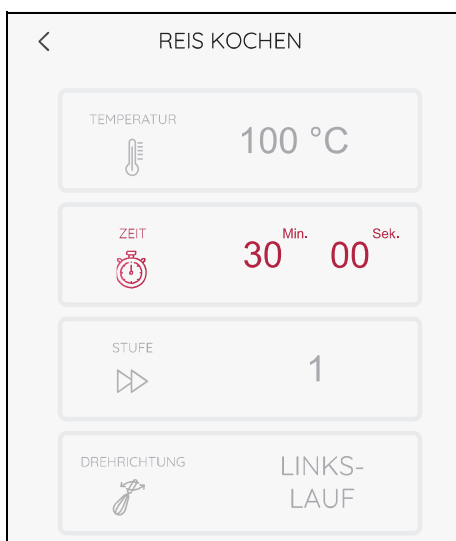 REIS KOCHEN
TEMPERATUR
100 °C
ZEIT
30 Min. 00 Sek.
STUFE
1
DREHRICHTUNG
LINKS-
LAUF